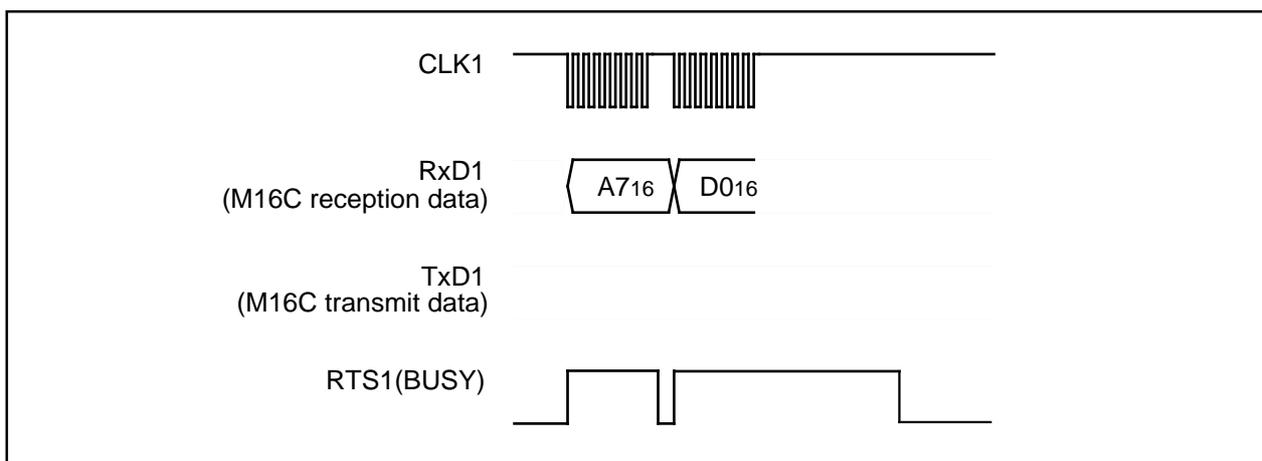 CLK1
RxD1
(M16C reception data)
A716
D016
TxD1
(M16C transmit data)
RTS1(BUSY)